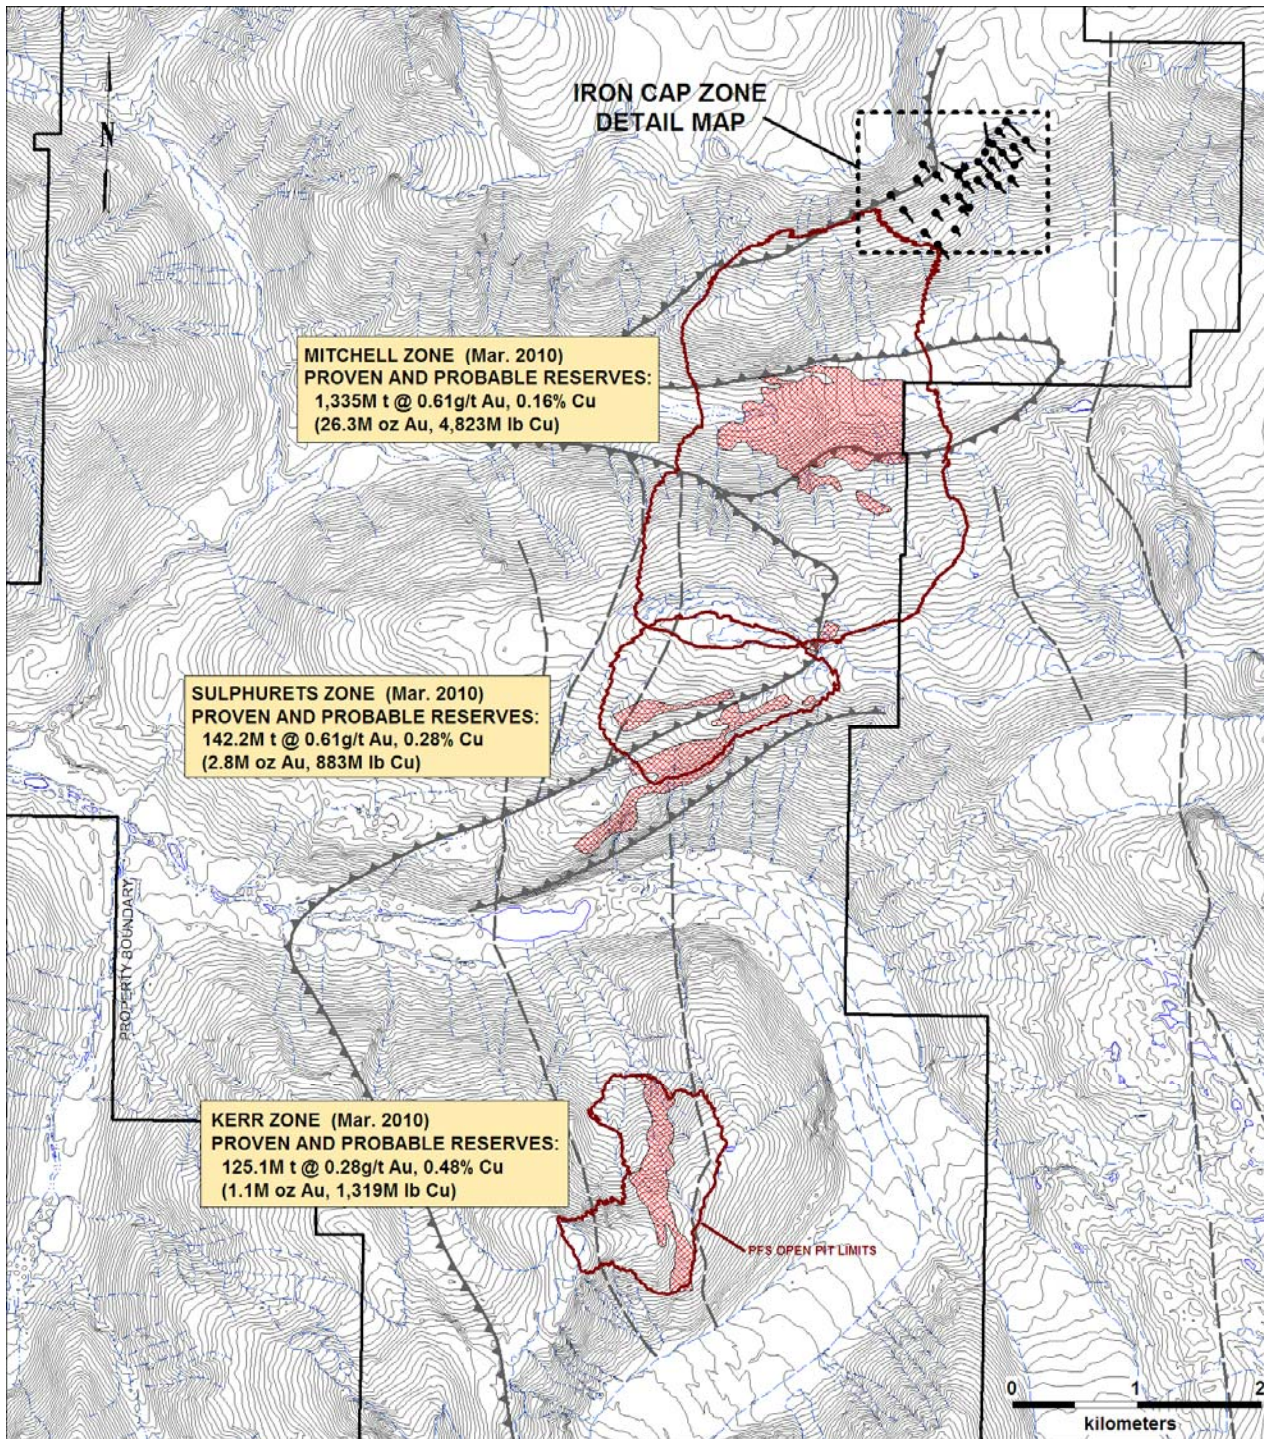 IRON CAP ZONE
DETAIL MAP
N
MITCHELL ZONE (Mar. 2010)
PROVEN AND PROBABLE RESERVES:
1,335M t @ 0.61g/t Au, 0.16% Cu
(26.3M oz Au, 4,823M lb Cu)
SULPHURETS ZONE (Mar. 2010)
PROVEN AND PROBABLE RESERVES:
142.2M t @ 0.61g/t Au, 0.28% Cu
(2.8M oz Au, 883M lb Cu)
PROPERTY BOUNDARY
KERR ZONE (Mar. 2010)
PROVEN AND PROBABLE RESERVES:
125.1M t @ 0.28g/t Au, 0.48% Cu
(1.1M oz Au, 1,319M lb Cu)
PFS OPEN PIT LIMITS
0 1 2
kilometers